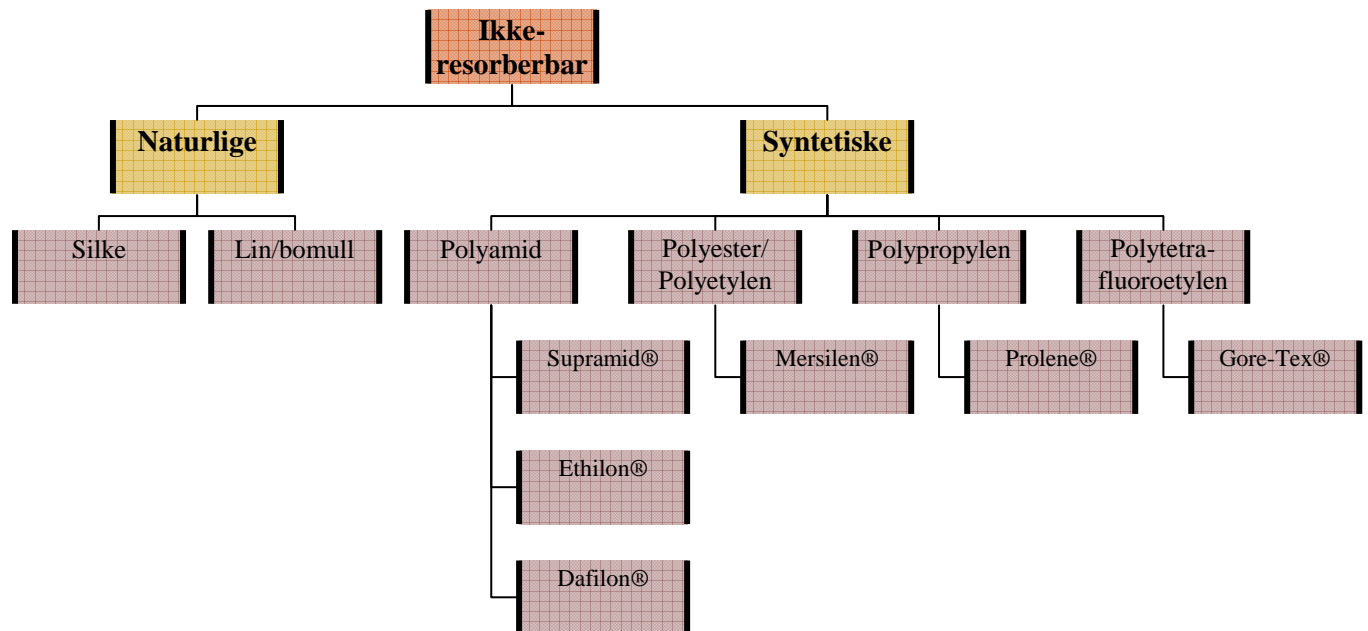 Ikke-
resorberbar
Naturlige
Syntetiske
Silke
Lin/bomull
Polyamid
Polyester/
Polyetylen
Polypropylen
Polytetra-
fluoroetylen
Supramid®
Mersilen®
Prolene®
Gore-Tex®
Ethilon®
Dafilon®